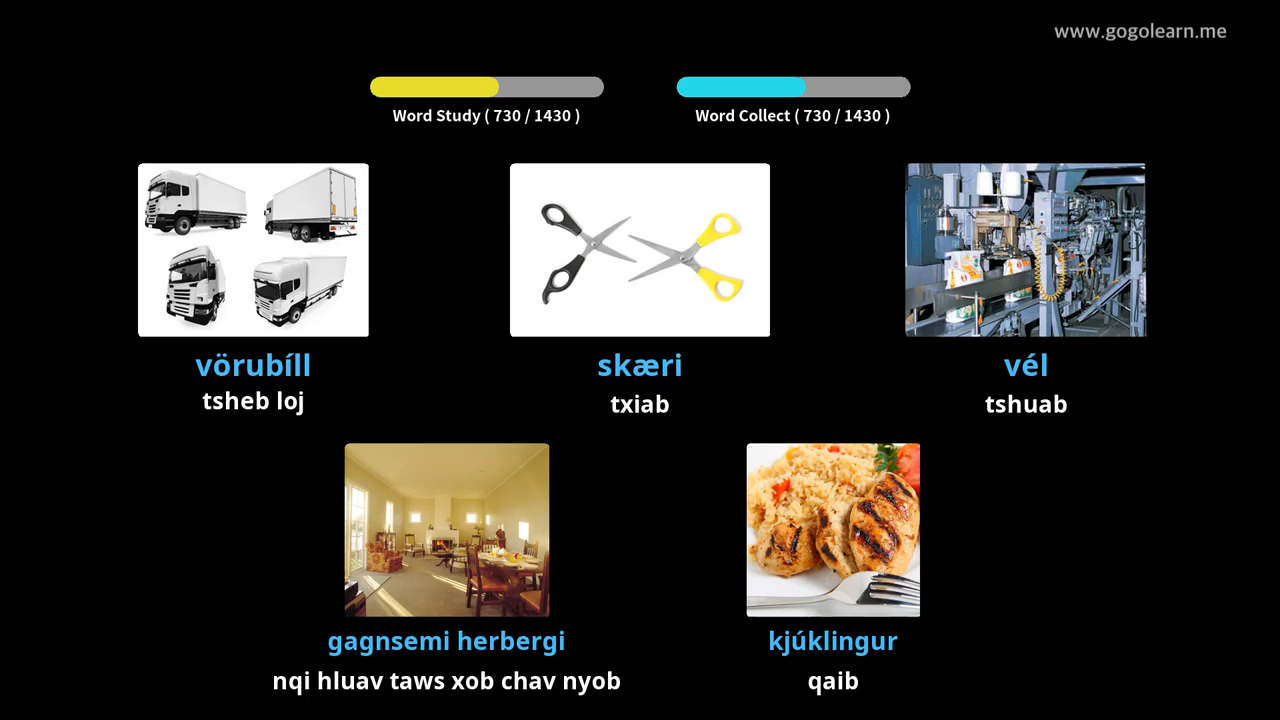 www.gogolearn.me
Word Study ( 730 / 1430 )
Word Collect ( 730 / 1430 )
vörubíll
skæri
vél
tsheb loj
txiab
tshuab
gagnsemi herbergi
kjúklingur
nqi hluav taws xob chav nyob
qaib